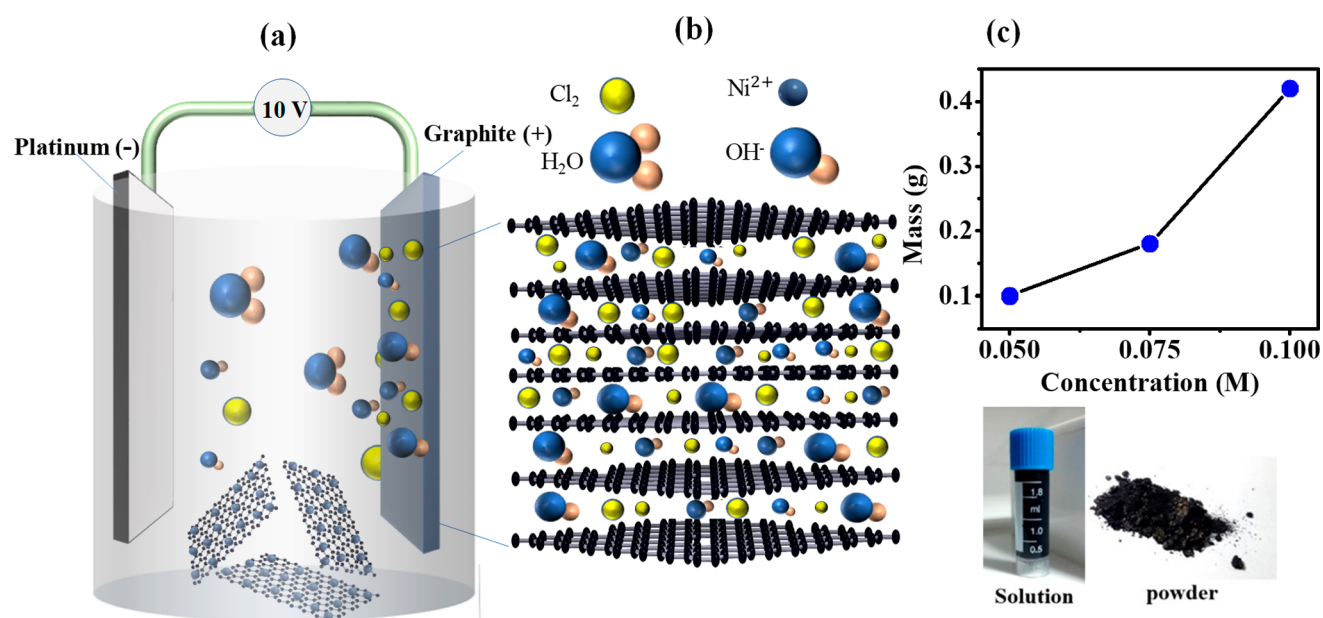 (a)
10 V
Platinum (-)
Graphite (+)
(b)
Cl₂
Ni²⁺
H₂O
OH⁻
(c)
0.4
0.3
0.2
0.1
Mass (g)
0.050 0.075 0.100
Concentration (M)
1.8
ml
1.0
0.5
Solution
powder